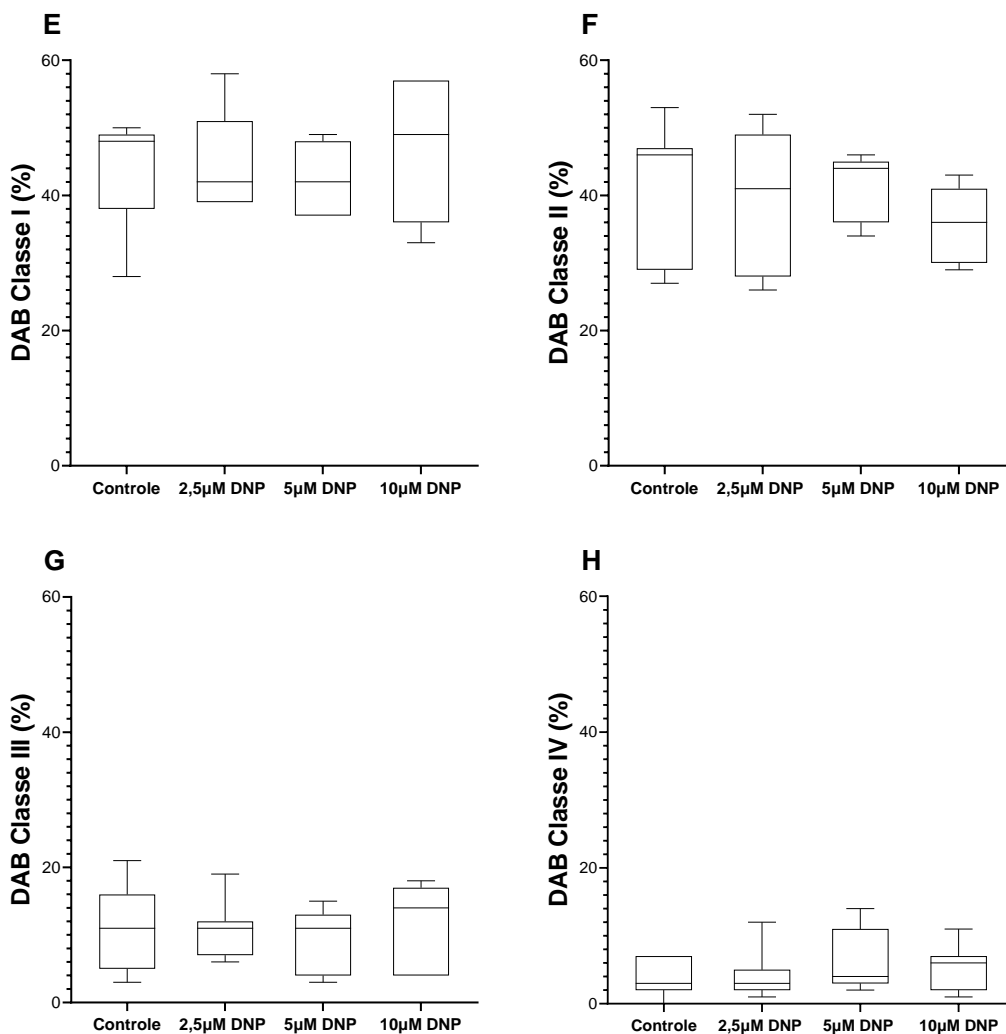 E
DAB Classe I (%)
60
40
20
0
Controle 2,5µM DNP 5µM DNP 10µM DNP
F
DAB Classe II (%)
60
40
20
0
Controle 2,5µM DNP 5µM DNP 10µM DNP
G
DAB Classe III (%)
60
40
20
0
Controle 2,5µM DNP 5µM DNP 10µM DNP
H
DAB Classe IV (%)
60
40
20
0
Controle 2,5µM DNP 5µM DNP 10µM DNP